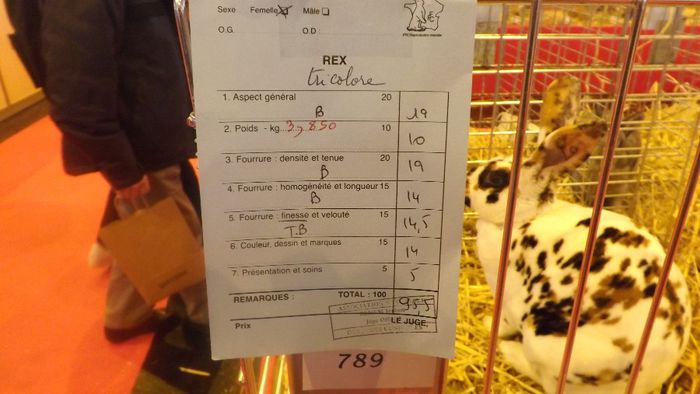 Sexe Femelle Mâle
O.G. O.D :
REX
tricolore
1. Aspect général 20
B 19
2. Poids - kg...3,850 10
10
3. Fourrure : densité et tenue 20
B 19
4. Fourrure : homogénéité et longueur 15
B 14
5. Fourrure : finesse et velouté 15
T.B 14,5
6. Couleur, dessin et marques 15
14
7. Présentation et soins 5
5
REMARQUES : TOTAL : 100
95,5
Prix LE JUGE,
789